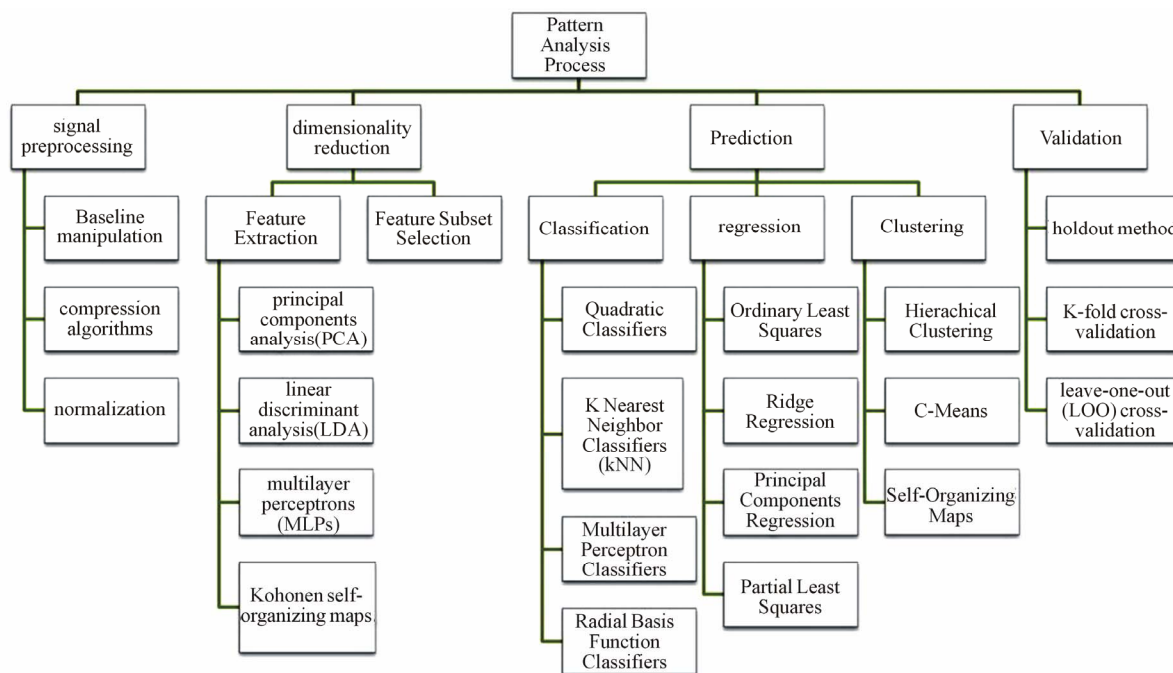 Pattern
Analysis
Process
signal
preprocessing
dimensionality
reduction
Prediction
Validation
Baseline
manipulation
compression
algorithms
normalization
Feature
Extraction
Feature Subset
Selection
principal
components
analysis(PCA)
linear
discriminant
analysis(LDA)
multilayer
perceptrons
(MLPs)
Kohonen self-
organizing maps
Classification
regression
Clustering
Quadratic
Classifiers
K Nearest
Neighbor
Classifiers
(kNN)
Multilayer
Perceptron
Classifiers
Radial Basis
Function
Classifiers
Ordinary Least
Squares
Ridge
Regression
Principal
Components
Regression
Partial Least
Squares
Hierachical
Clustering
C-Means
Self-Organizing
Maps
holdout method
K-fold cross-
validation
leave-one-out
(LOO) cross-
validation